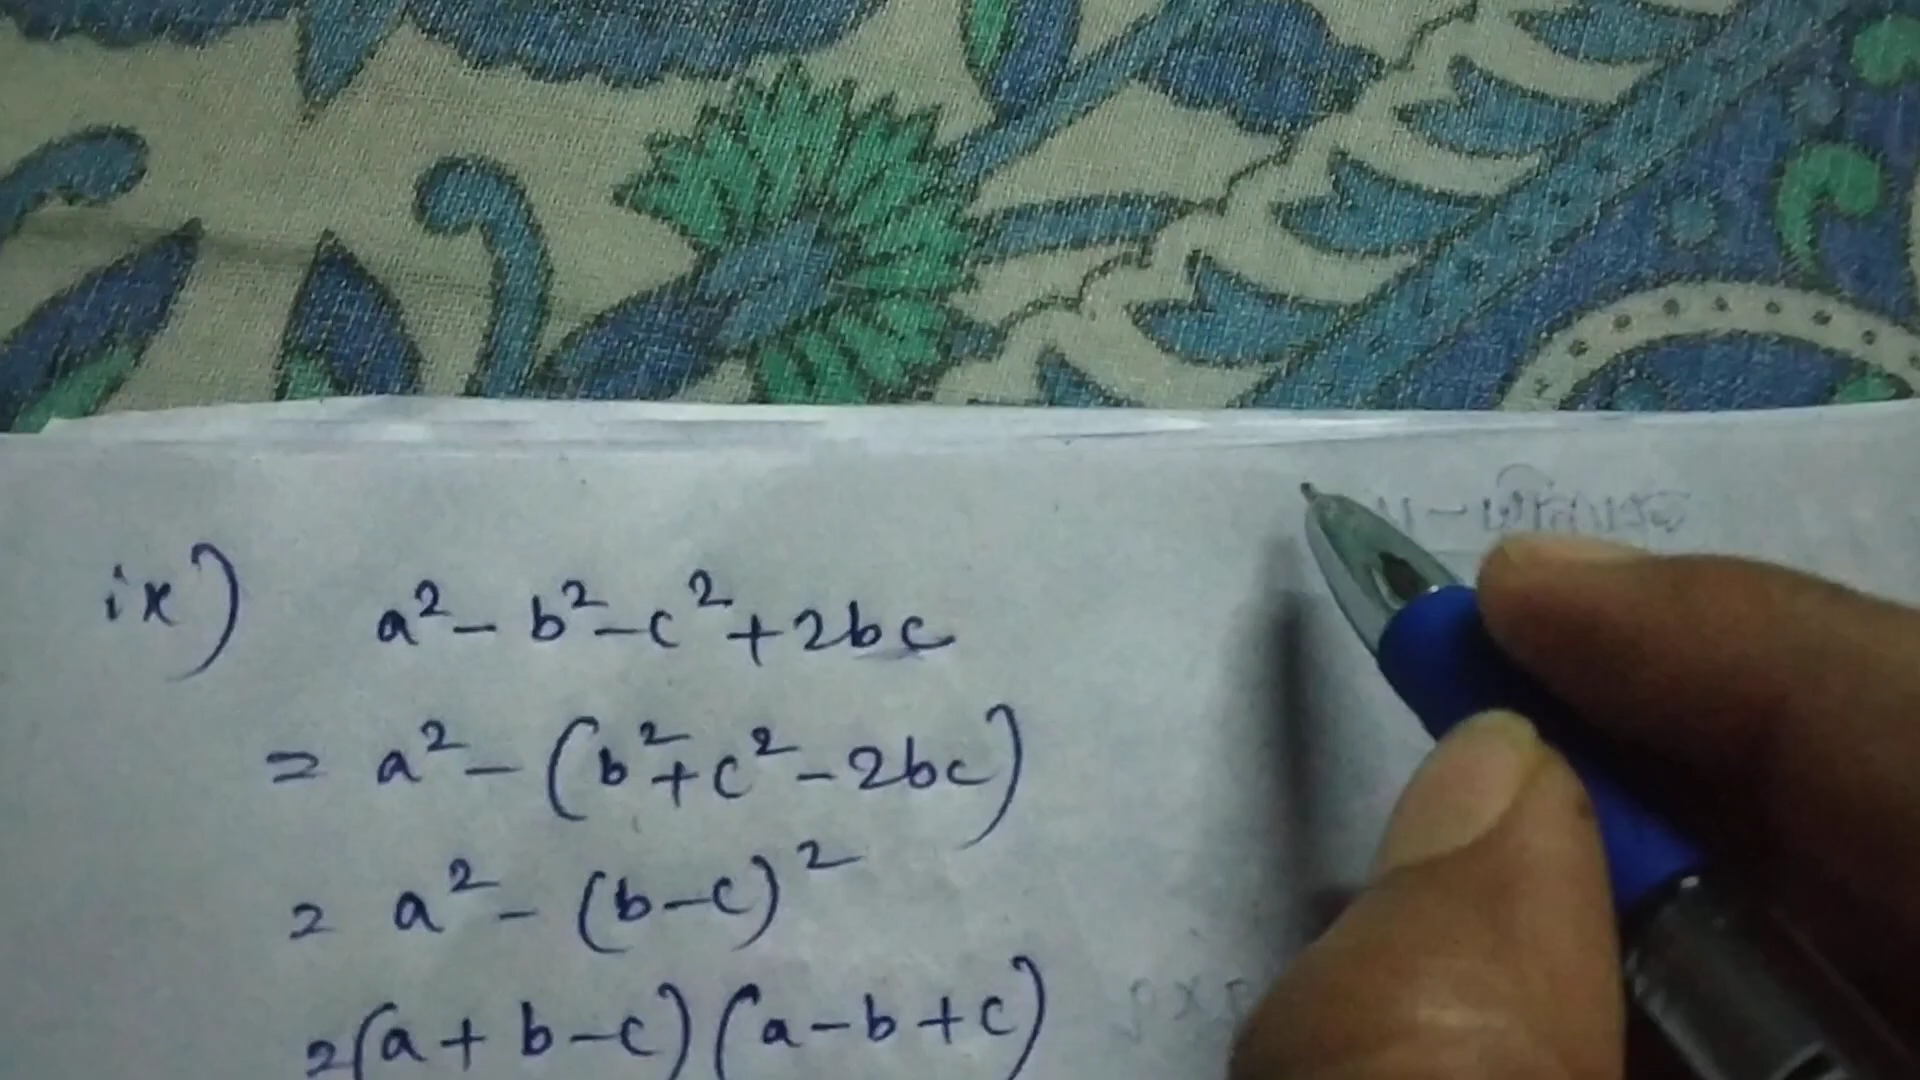 ix) a² - b² - c² + 2bc
= a² - (b² + c² - 2bc)
= a² - (b-c)²
= (a + b - c) (a - b + c)